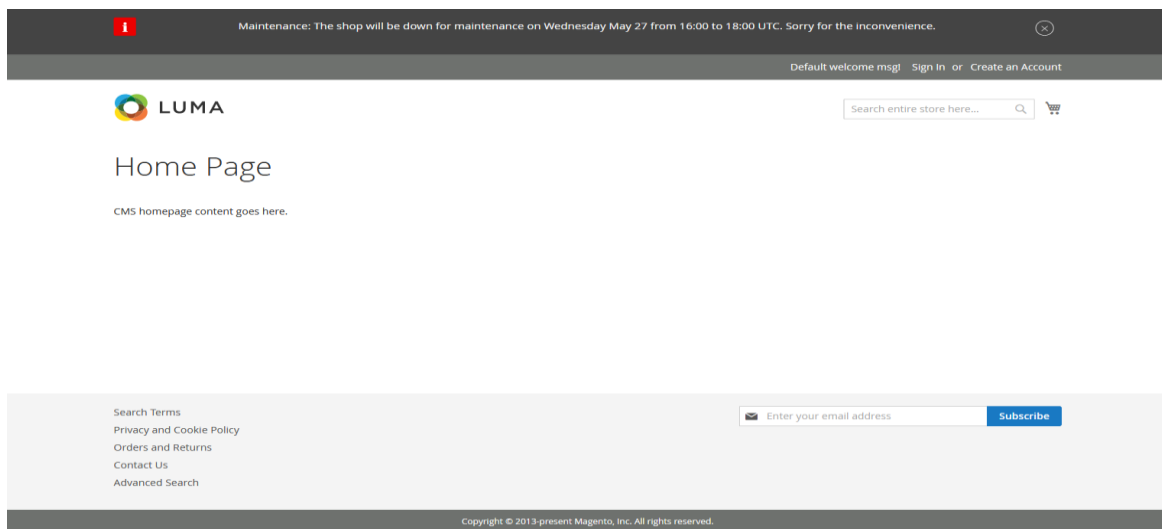 i
Maintenance: The shop will be down for maintenance on Wednesday May 27 from 16:00 to 18:00 UTC. Sorry for the inconvenience.
Default welcome msg! Sign In or Create an Account
LUMA
Search entire store here...
Home Page
CMS homepage content goes here.
Search Terms
Privacy and Cookie Policy
Orders and Returns
Contact Us
Advanced Search
Enter your email address
Subscribe
Copyright © 2013-present Magento, Inc. All rights reserved.